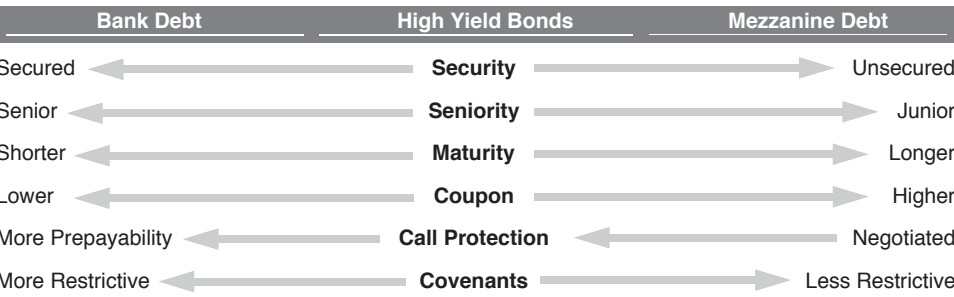 Bank Debt High Yield Bonds Mezzanine Debt
Secured Security Unsecured
Senior Seniority Junior
Shorter Maturity Longer
Lower Coupon Higher
More Prepayability Call Protection Negotiated
More Restrictive Covenants Less Restrictive